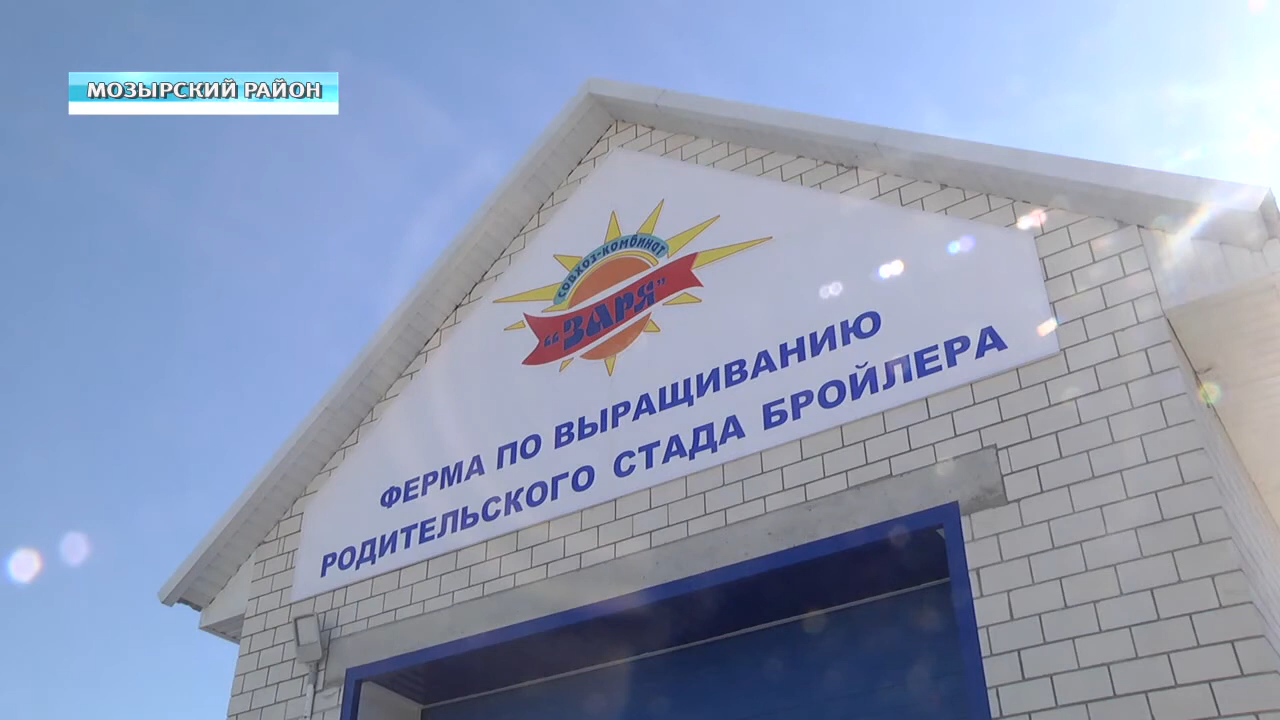 МОЗЫРСКИЙ РАЙОН
СОВХОЗ-КОМБИНАТ
"ЗАРЯ"
ФЕРМА ПО ВЫРАЩИВАНИЮ
РОДИТЕЛЬСКОГО СТАДА БРОЙЛЕРА